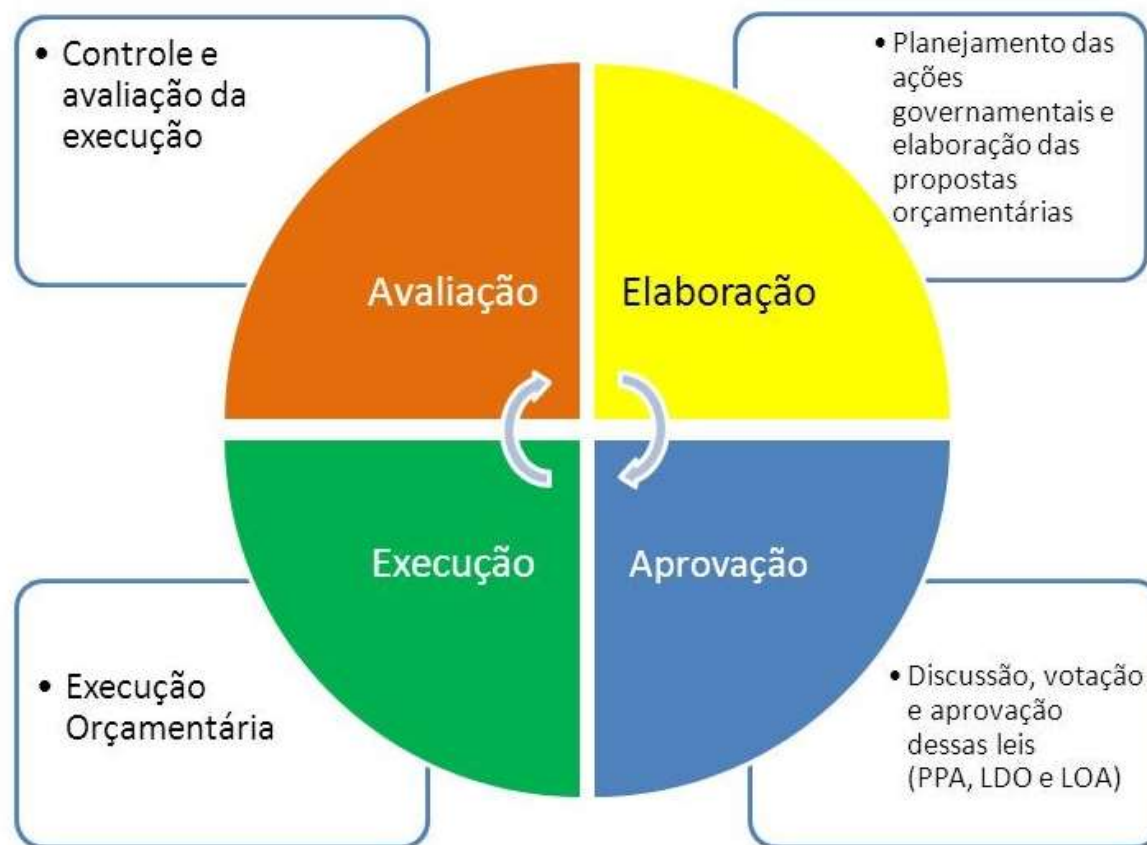 • Controle e
avaliação da
execução
• Planejamento das
ações
governamentais e
elaboração das
propostas
orçamentárias
Avaliação
Elaboração
Execução
Aprovação
• Execução
Orçamentária
• Discussão, votação
e aprovação
dessas leis
(PPA, LDO e LOA)